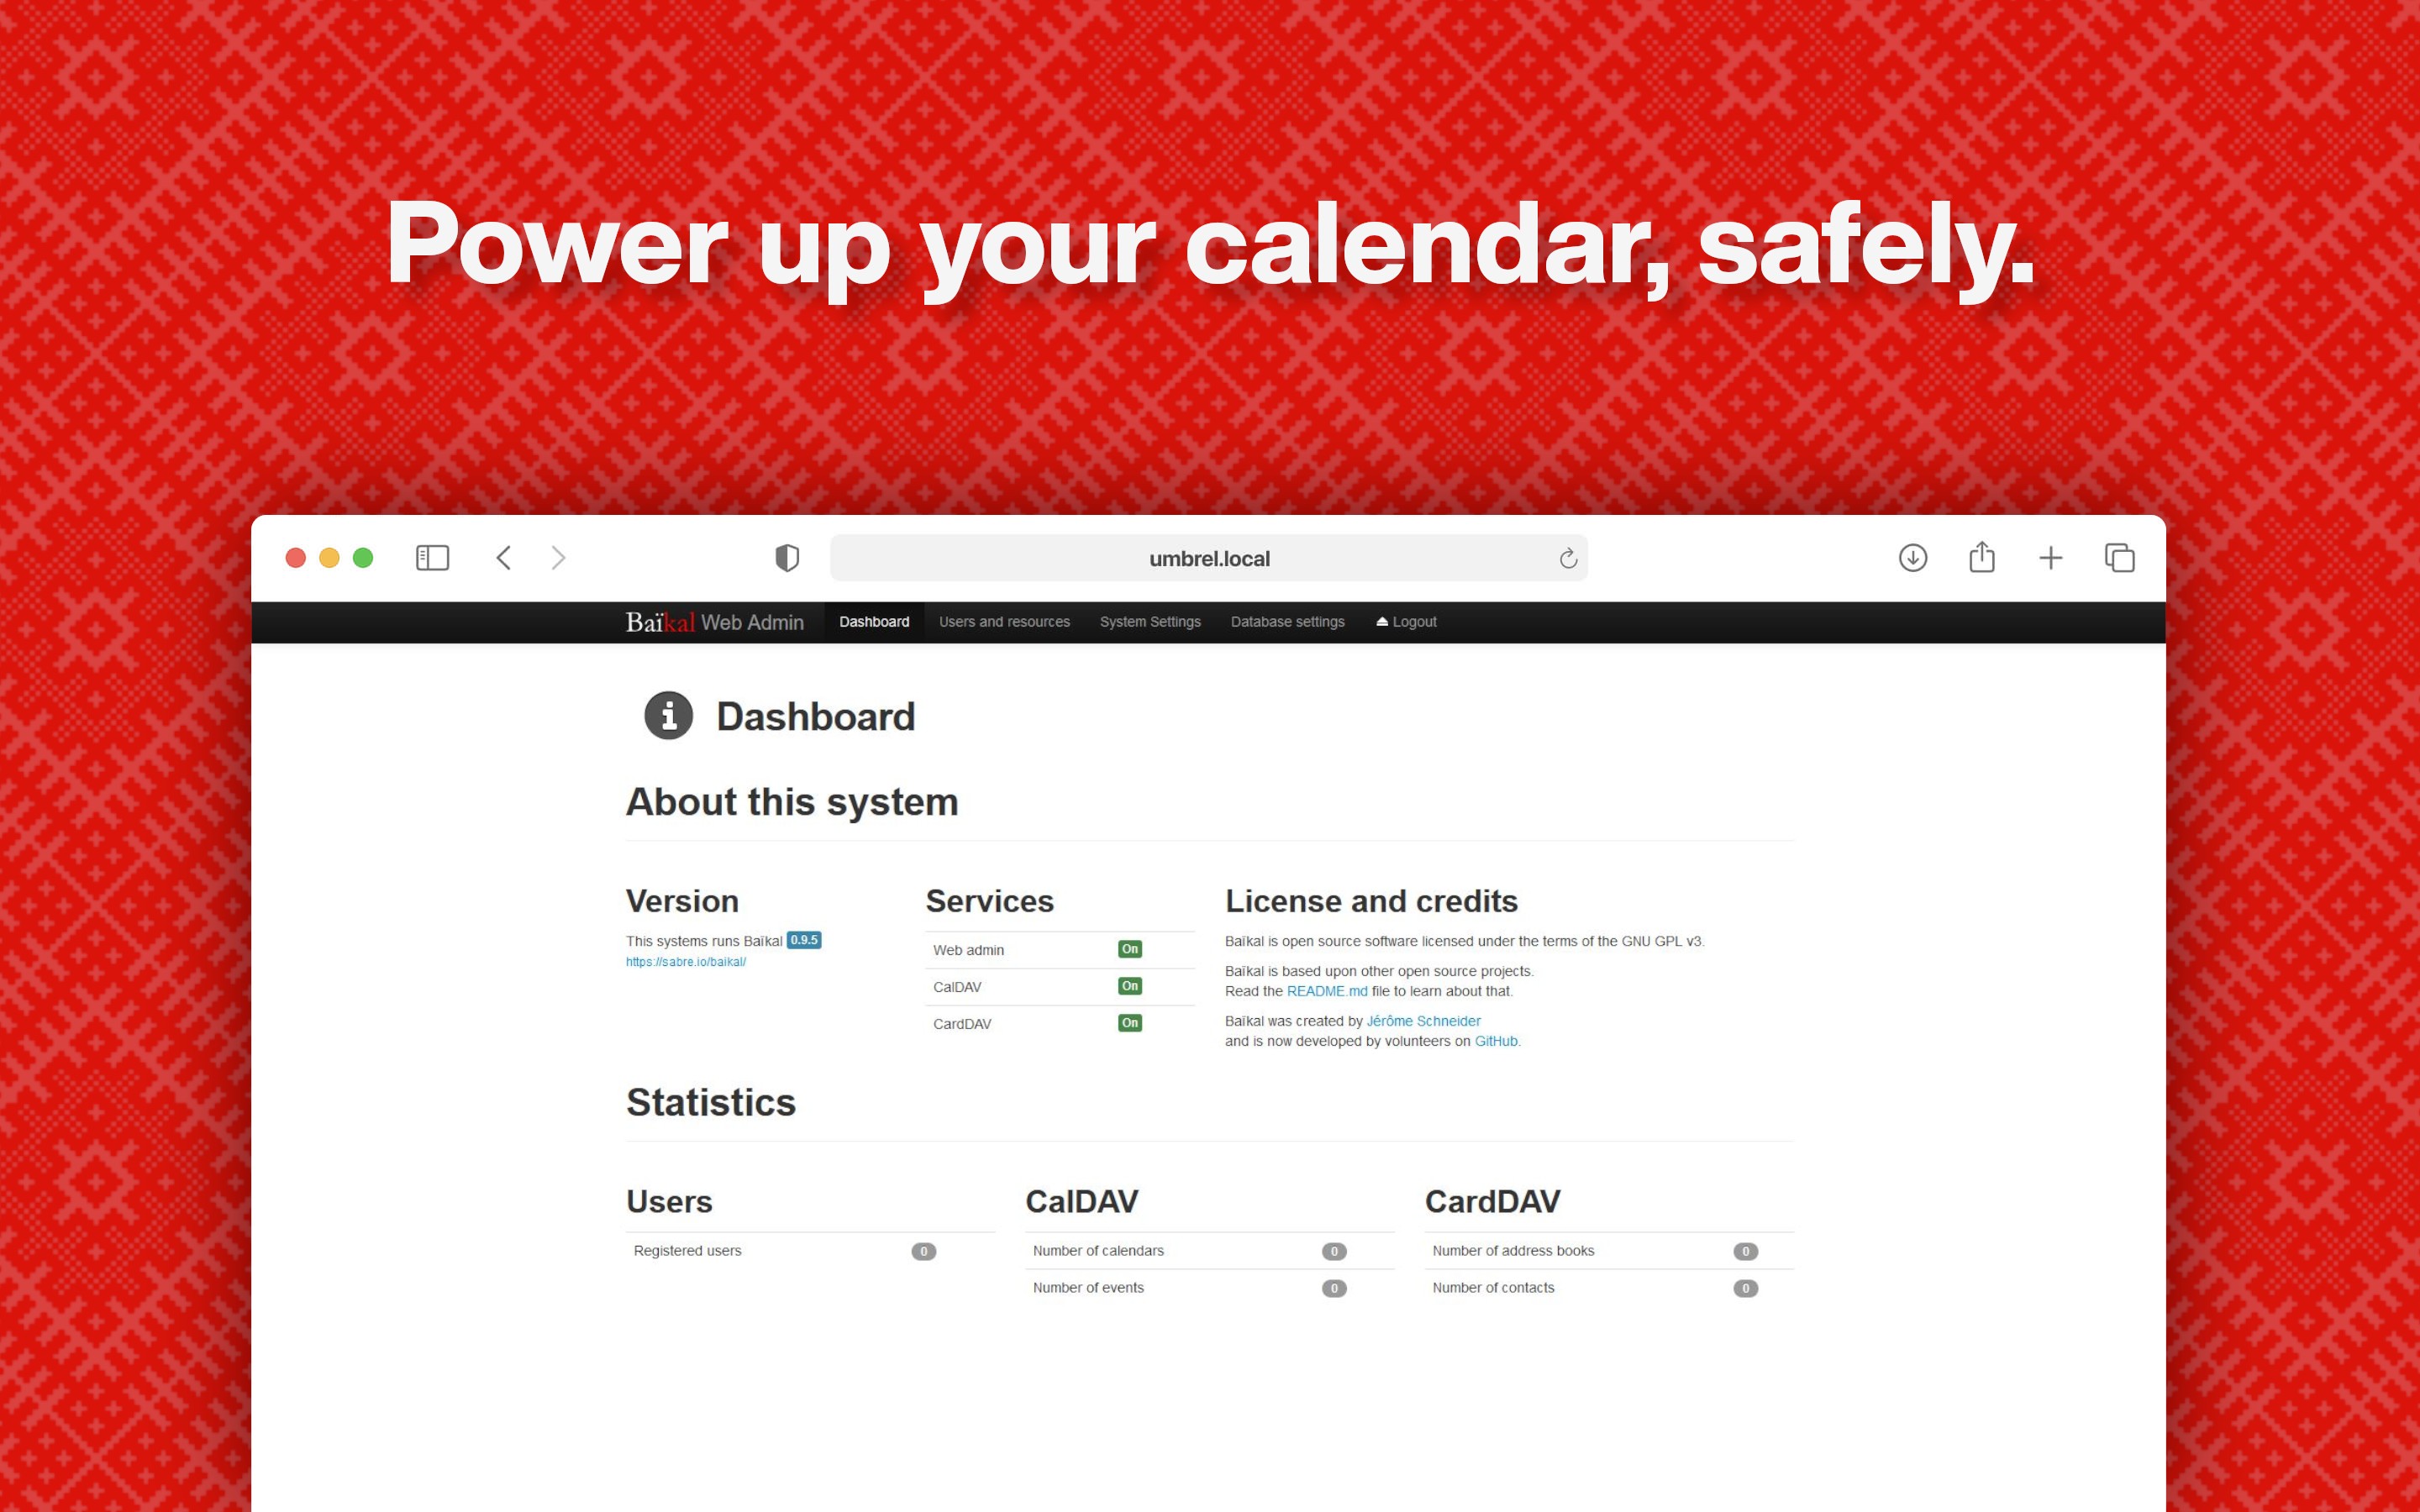 Power up your calendar, safely.
umbrel.local
Baïkal Web Admin Dashboard Users and resources System Settings Database settings Logout
Dashboard
About this system
Version
This systems runs Baïkal 0.9.5
https://sabre.io/baikal/
Services
Web admin On
CalDAV On
CardDAV On
License and credits
Baïkal is open source software licensed under the terms of the GNU GPL v3.
Baïkal is based upon other open source projects.
Read the README.md file to learn about that.
Baïkal was created by Jérôme Schneider
and is now developed by volunteers on GitHub.
Statistics
Users
Registered users 0
CalDAV
Number of calendars 0
Number of events 0
CardDAV
Number of address books 0
Number of contacts 0